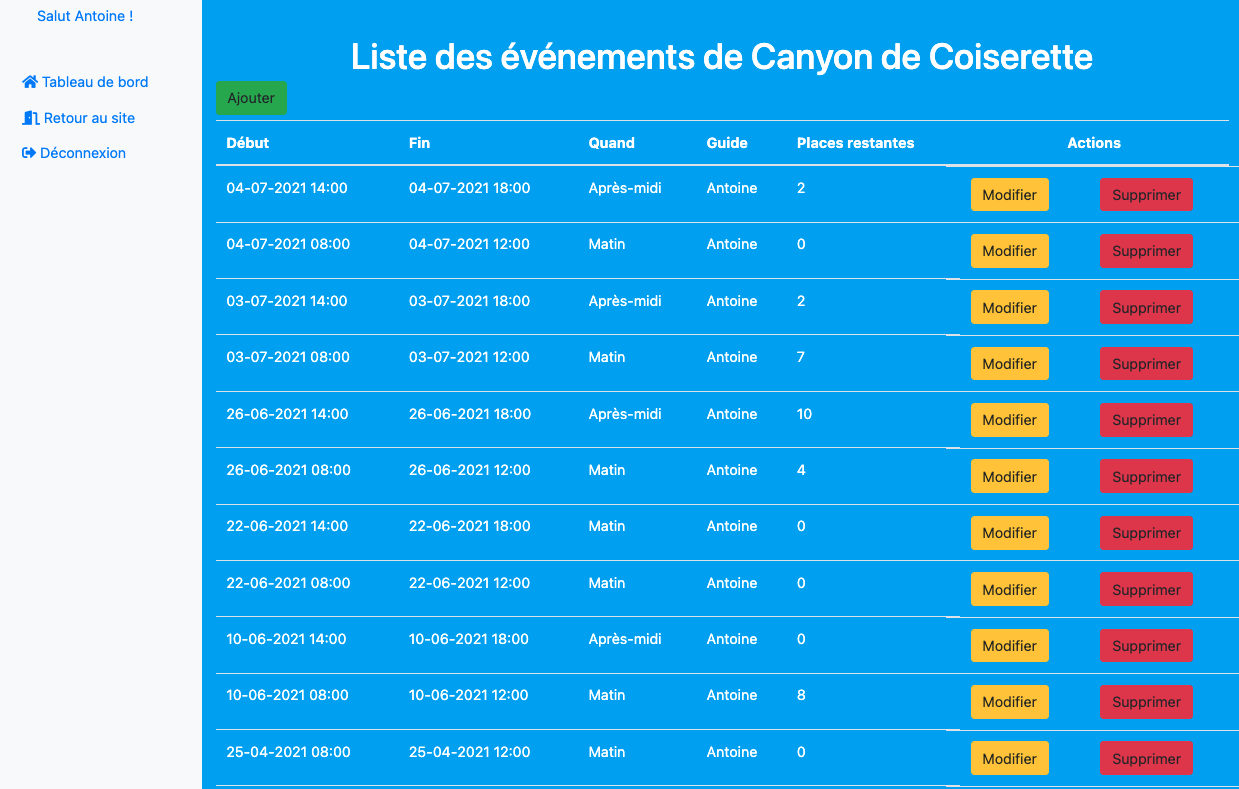 Salut Antoine !
Tableau de bord
Retour au site
Déconnexion
Liste des événements de Canyon de Coiserette
Ajouter
Début Fin Quand Guide Places restantes Actions
04-07-2021 14:00 04-07-2021 18:00 Après-midi Antoine 2 Modifier Supprimer
04-07-2021 08:00 04-07-2021 12:00 Matin Antoine 0 Modifier Supprimer
03-07-2021 14:00 03-07-2021 18:00 Après-midi Antoine 2 Modifier Supprimer
03-07-2021 08:00 03-07-2021 12:00 Matin Antoine 7 Modifier Supprimer
26-06-2021 14:00 26-06-2021 18:00 Après-midi Antoine 10 Modifier Supprimer
26-06-2021 08:00 26-06-2021 12:00 Matin Antoine 4 Modifier Supprimer
22-06-2021 14:00 22-06-2021 18:00 Matin Antoine 0 Modifier Supprimer
22-06-2021 08:00 22-06-2021 12:00 Matin Antoine 0 Modifier Supprimer
10-06-2021 14:00 10-06-2021 18:00 Après-midi Antoine 0 Modifier Supprimer
10-06-2021 08:00 10-06-2021 12:00 Matin Antoine 8 Modifier Supprimer
25-04-2021 08:00 25-04-2021 12:00 Matin Antoine 0 Modifier Supprimer